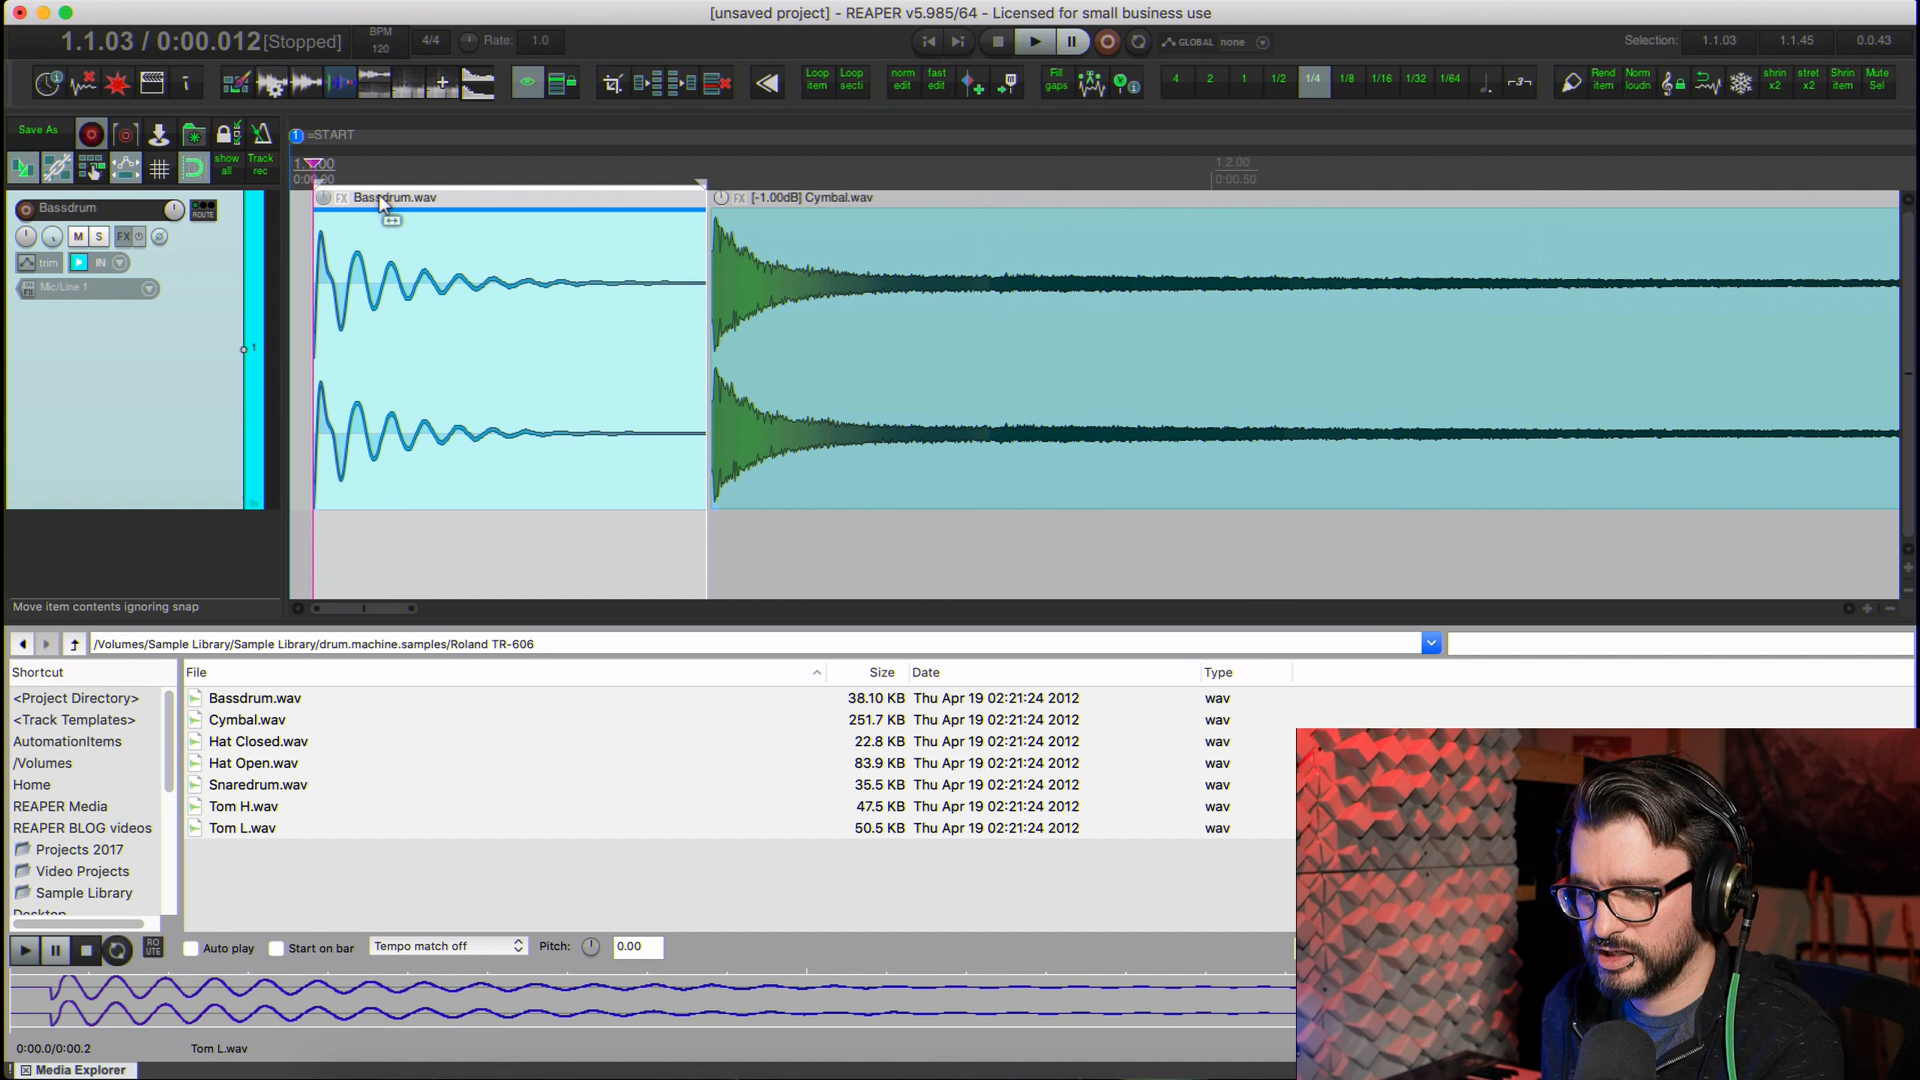 [unsaved project] - REAPER v5.985/64 - Licensed for small business use
1.1.03 / 0:00.012 [Stopped]
BPM
120
4/4
Rate:
1.0
GLOBAL none
Selection:
1.1.03
1.1.45
0.0.43
Loop
item
Loop
secti
norm
edit
fast
edit
Fill
gaps
4
2
1
1/2
1/4
1/8
1/16
1/32
1/64
3
Rend
item
Norm
loudn
shrin
x2
stret
x2
Shrin
item
Mute
Sel
Save As
show
all
Track
rec
1
=START
1.2.00
0:00.50
Bassdrum
ROUTE
M
S
FX
trim
IN
Mic/Line 1
1
FX
Bassdrum.wav
FX
[-1.00dB] Cymbal.wav
Move item contents ignoring snap
/Volumes/Sample Library/Sample Library/drum.machine.samples/Roland TR-606
Shortcut
File
Size
Date
Type
<Project Directory>
<Track Templates>
AutomationItems
/Volumes
Home
REAPER Media
REAPER BLOG videos
Projects 2017
Video Projects
Sample Library
Desktop
Bassdrum.wav 38.10 KB Thu Apr 19 02:21:24 2012 wav
Cymbal.wav 251.7 KB Thu Apr 19 02:21:24 2012 wav
Hat Closed.wav 22.8 KB Thu Apr 19 02:21:24 2012 wav
Hat Open.wav 83.9 KB Thu Apr 19 02:21:24 2012 wav
Snaredrum.wav 35.5 KB Thu Apr 19 02:21:24 2012 wav
Tom H.wav 47.5 KB Thu Apr 19 02:21:24 2012 wav
Tom L.wav 50.5 KB Thu Apr 19 02:21:24 2012 wav
RO
UTE
Auto play
Start on bar
Tempo match off
Pitch:
0.00
0:00.0/0:00.2
Tom L.wav
Media Explorer